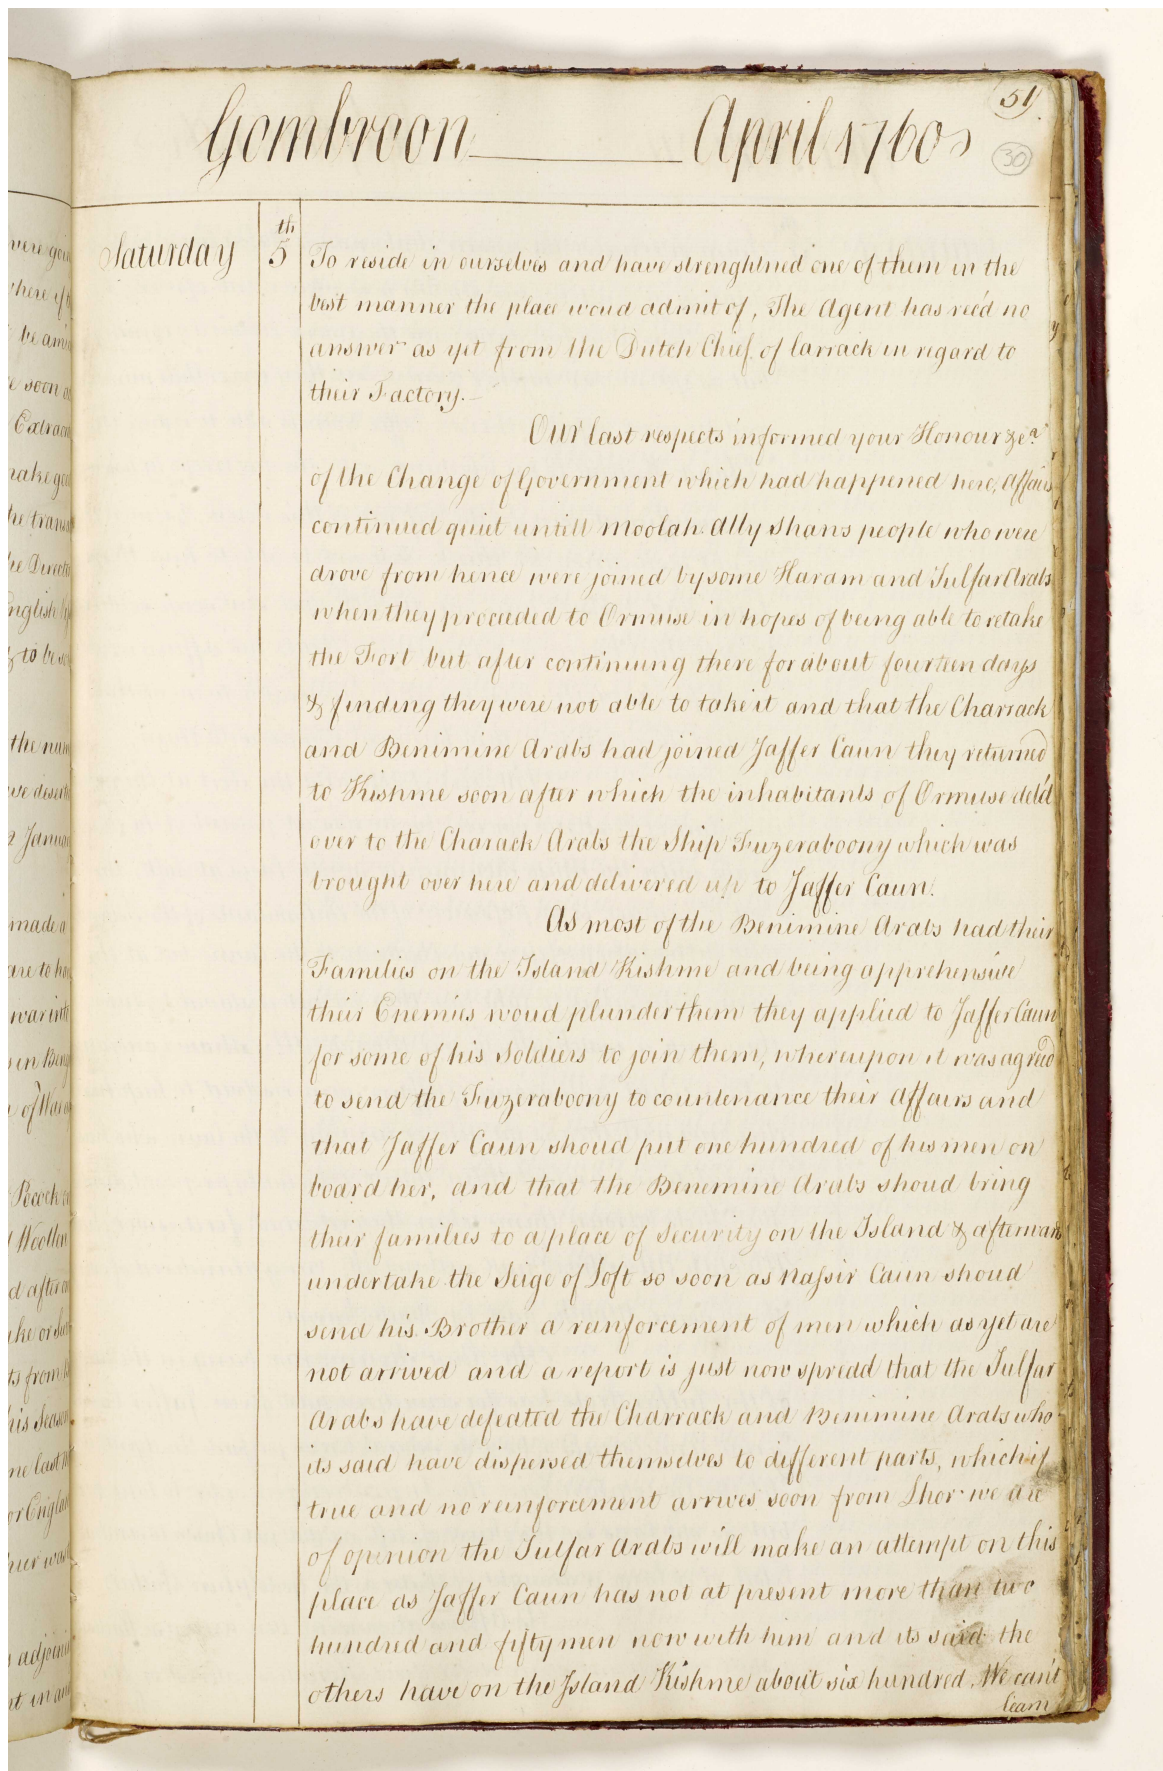 51
Gombroon April 1760
30
Saturday 5th To reside in ourselves and have strenghtned one of them in the
best manner the place woud admit of, The Agent has recd no
answer as yet from the Dutch Chief of Carrack in regard to
their Factory.
Our last respects informed your Honour &ca
of the Change of Government which had happened here, Affairs
continued quiet untill Moolah Ally Shaws people who were
drove from hence were joined by some Haram and Julfar Arabs
when they proceeded to Ormuse in hopes of being able to retake
the Fort but after continuing there for about fourteen days
& finding they were not able to take it and that the Charrack
and Benimine Arabs had joined Jaffer Caun they returned
to Kishme soon after which the inhabitants of Ormuse deld
over to the Charack Arabs the Ship Fuzeraboony which was
brought over here and delivered up to Jaffer Caun.
As most of the Benimine Arabs had their
Families on the Island Kishme and being apprehensive
their Enemies woud plunder them they applied to Jaffer Caun
for some of his Soldiers to join them, whereupon it was agreed
to send the Fuzeraboony to countenance their Affairs and
that Jaffer Caun shoud put one hundred of his men on
board her, and that the Benemine Arabs shoud bring
their families to a place of Security on the Island & afterwards
undertake the Seige of Loft so soon as Nassir Caun shoud
send his Brother a reinforcement of men which as yet are
not arrived and a report is just now spread that the Julfar
Arabs have defeated the Charrack and Benimine Arabs who
its said have dispersed themselves to different parts, which if
true and no reinforcement arrives soon from Lhor we are
of opinion the Julfar Arabs will make an attempt on this
place as Jaffer Caun has not at present more than two
hundred and fifty men now with him and its said the
others have on the Island Kishme about six hundred, We can't
learn